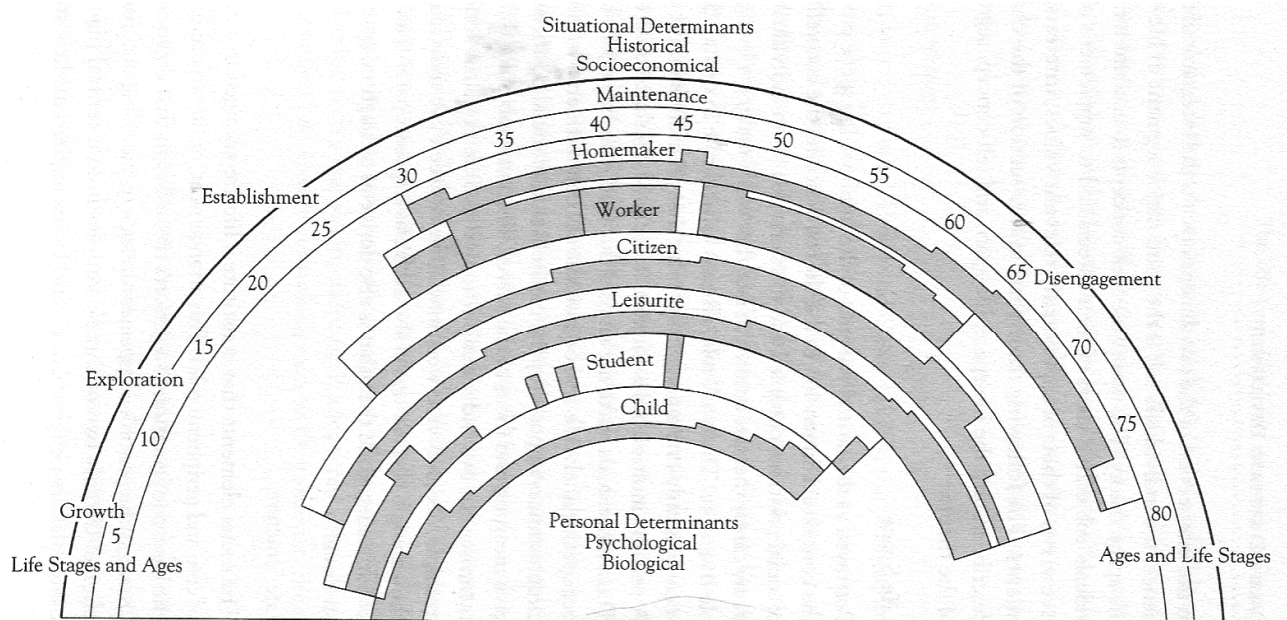 Situational Determinants
Historical
Socioeconomical
Maintenance
40
45
35
50
Homemaker
30
55
Establishment
25
Worker
60
Citizen
65
Disengagement
20
Leisurite
15
70
Student
Exploration
Child
75
10
Growth
80
5
Personal Determinants
Psychological
Biological
Life Stages and Ages
Ages and Life Stages